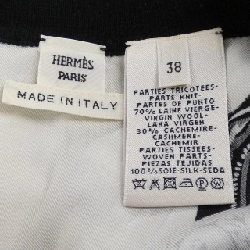 HERMÈS
PARIS
MADE IN ITALY
38
PARTIES TRICOTEES-
PARTS KNIT-
PARTES DE PUNTO
70% LAINE VIERGE-
VIRGIN WOOL-
LANA VIRGEN
30% CACHEMIRE-
CASHMERE-
CACHEMIR
PARTIES TISSEES-
WOVEN PARTS-
PIEZAS TEJIDAS
100% SOIE-SILK-SEDA